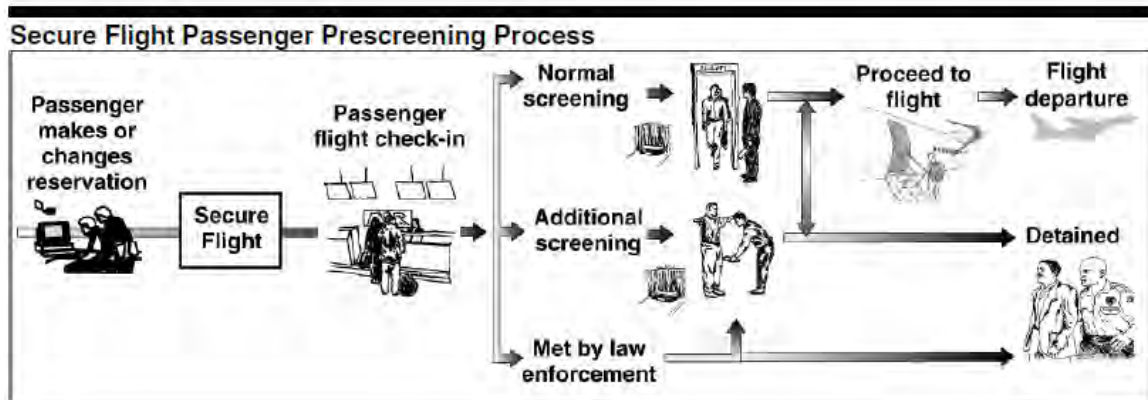 Secure Flight Passenger Prescreening Process
Passenger
makes or
changes
reservation
Secure
Flight
Passenger
flight check-in
Normal
screening
Additional
screening
Met by law
enforcement
Proceed to
flight
Flight
departure
Detained